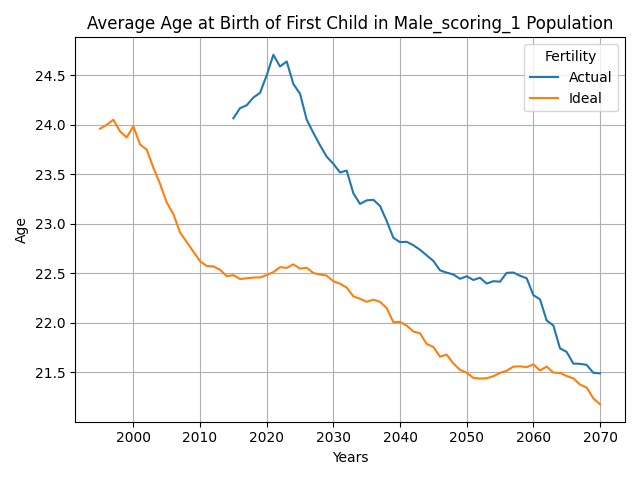 Average Age at Birth of First Child in Male_scoring_1 Population
Fertility
Actual
Ideal
24.5
24.0
23.5
23.0
22.5
22.0
21.5
Age
2000 2010 2020 2030 2040 2050 2060 2070
Years